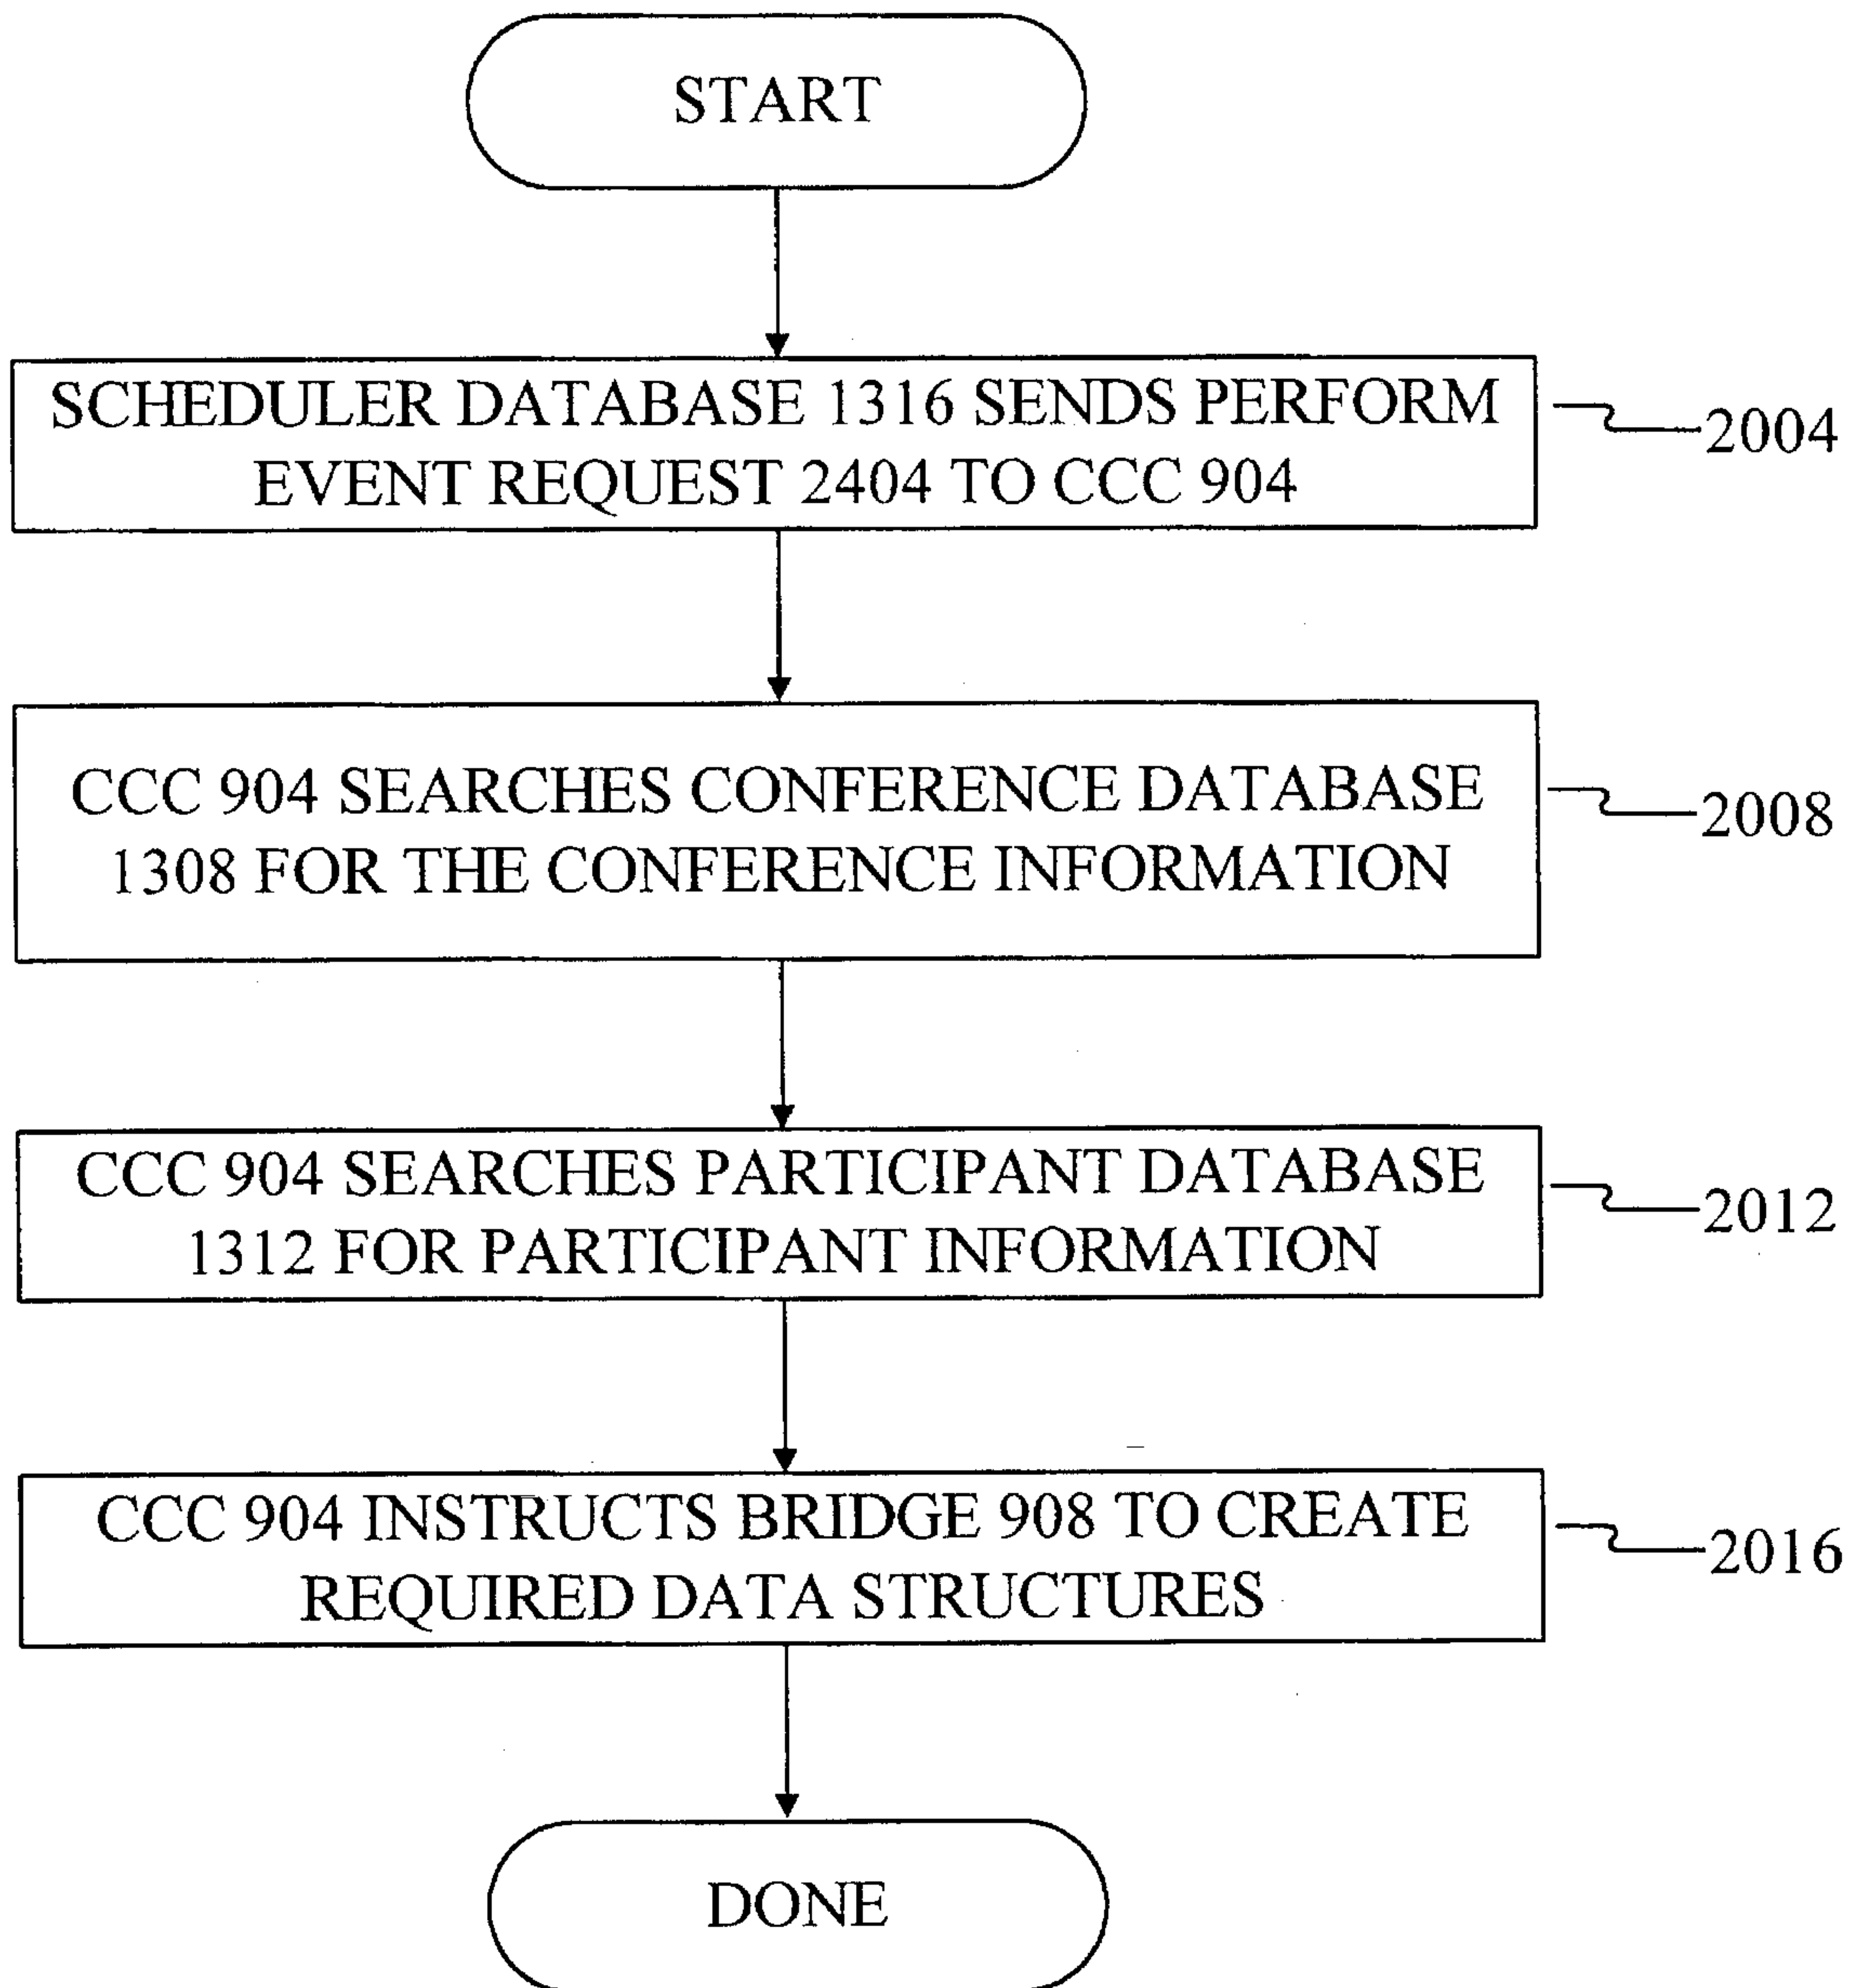 START
SCHEDULER DATABASE 1316 SENDS PERFORM
EVENT REQUEST 2404 TO CCC 904
2004
CCC 904 SEARCHES CONFERENCE DATABASE
1308 FOR THE CONFERENCE INFORMATION
2008
CCC 904 SEARCHES PARTICIPANT DATABASE
1312 FOR PARTICIPANT INFORMATION
2012
CCC 904 INSTRUCTS BRIDGE 908 TO CREATE
REQUIRED DATA STRUCTURES
2016
DONE